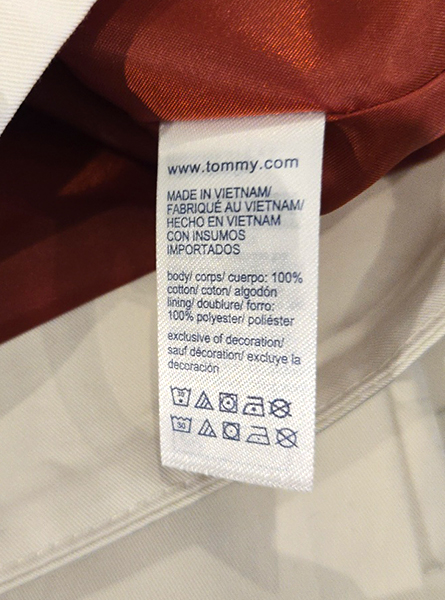 www.tommy.com
MADE IN VIETNAM/
FABRIQUÉ AU VIETNAM/
HECHO EN VIETNAM
CON INSUMOS
IMPORTADOS
body/ corps/ cuerpo: 100%
cotton/ coton/ algodón
lining/ doublure/ forro:
100% polyester/ poliéster
exclusive of decoration/
sauf décoration/ excluye la
decoración
30